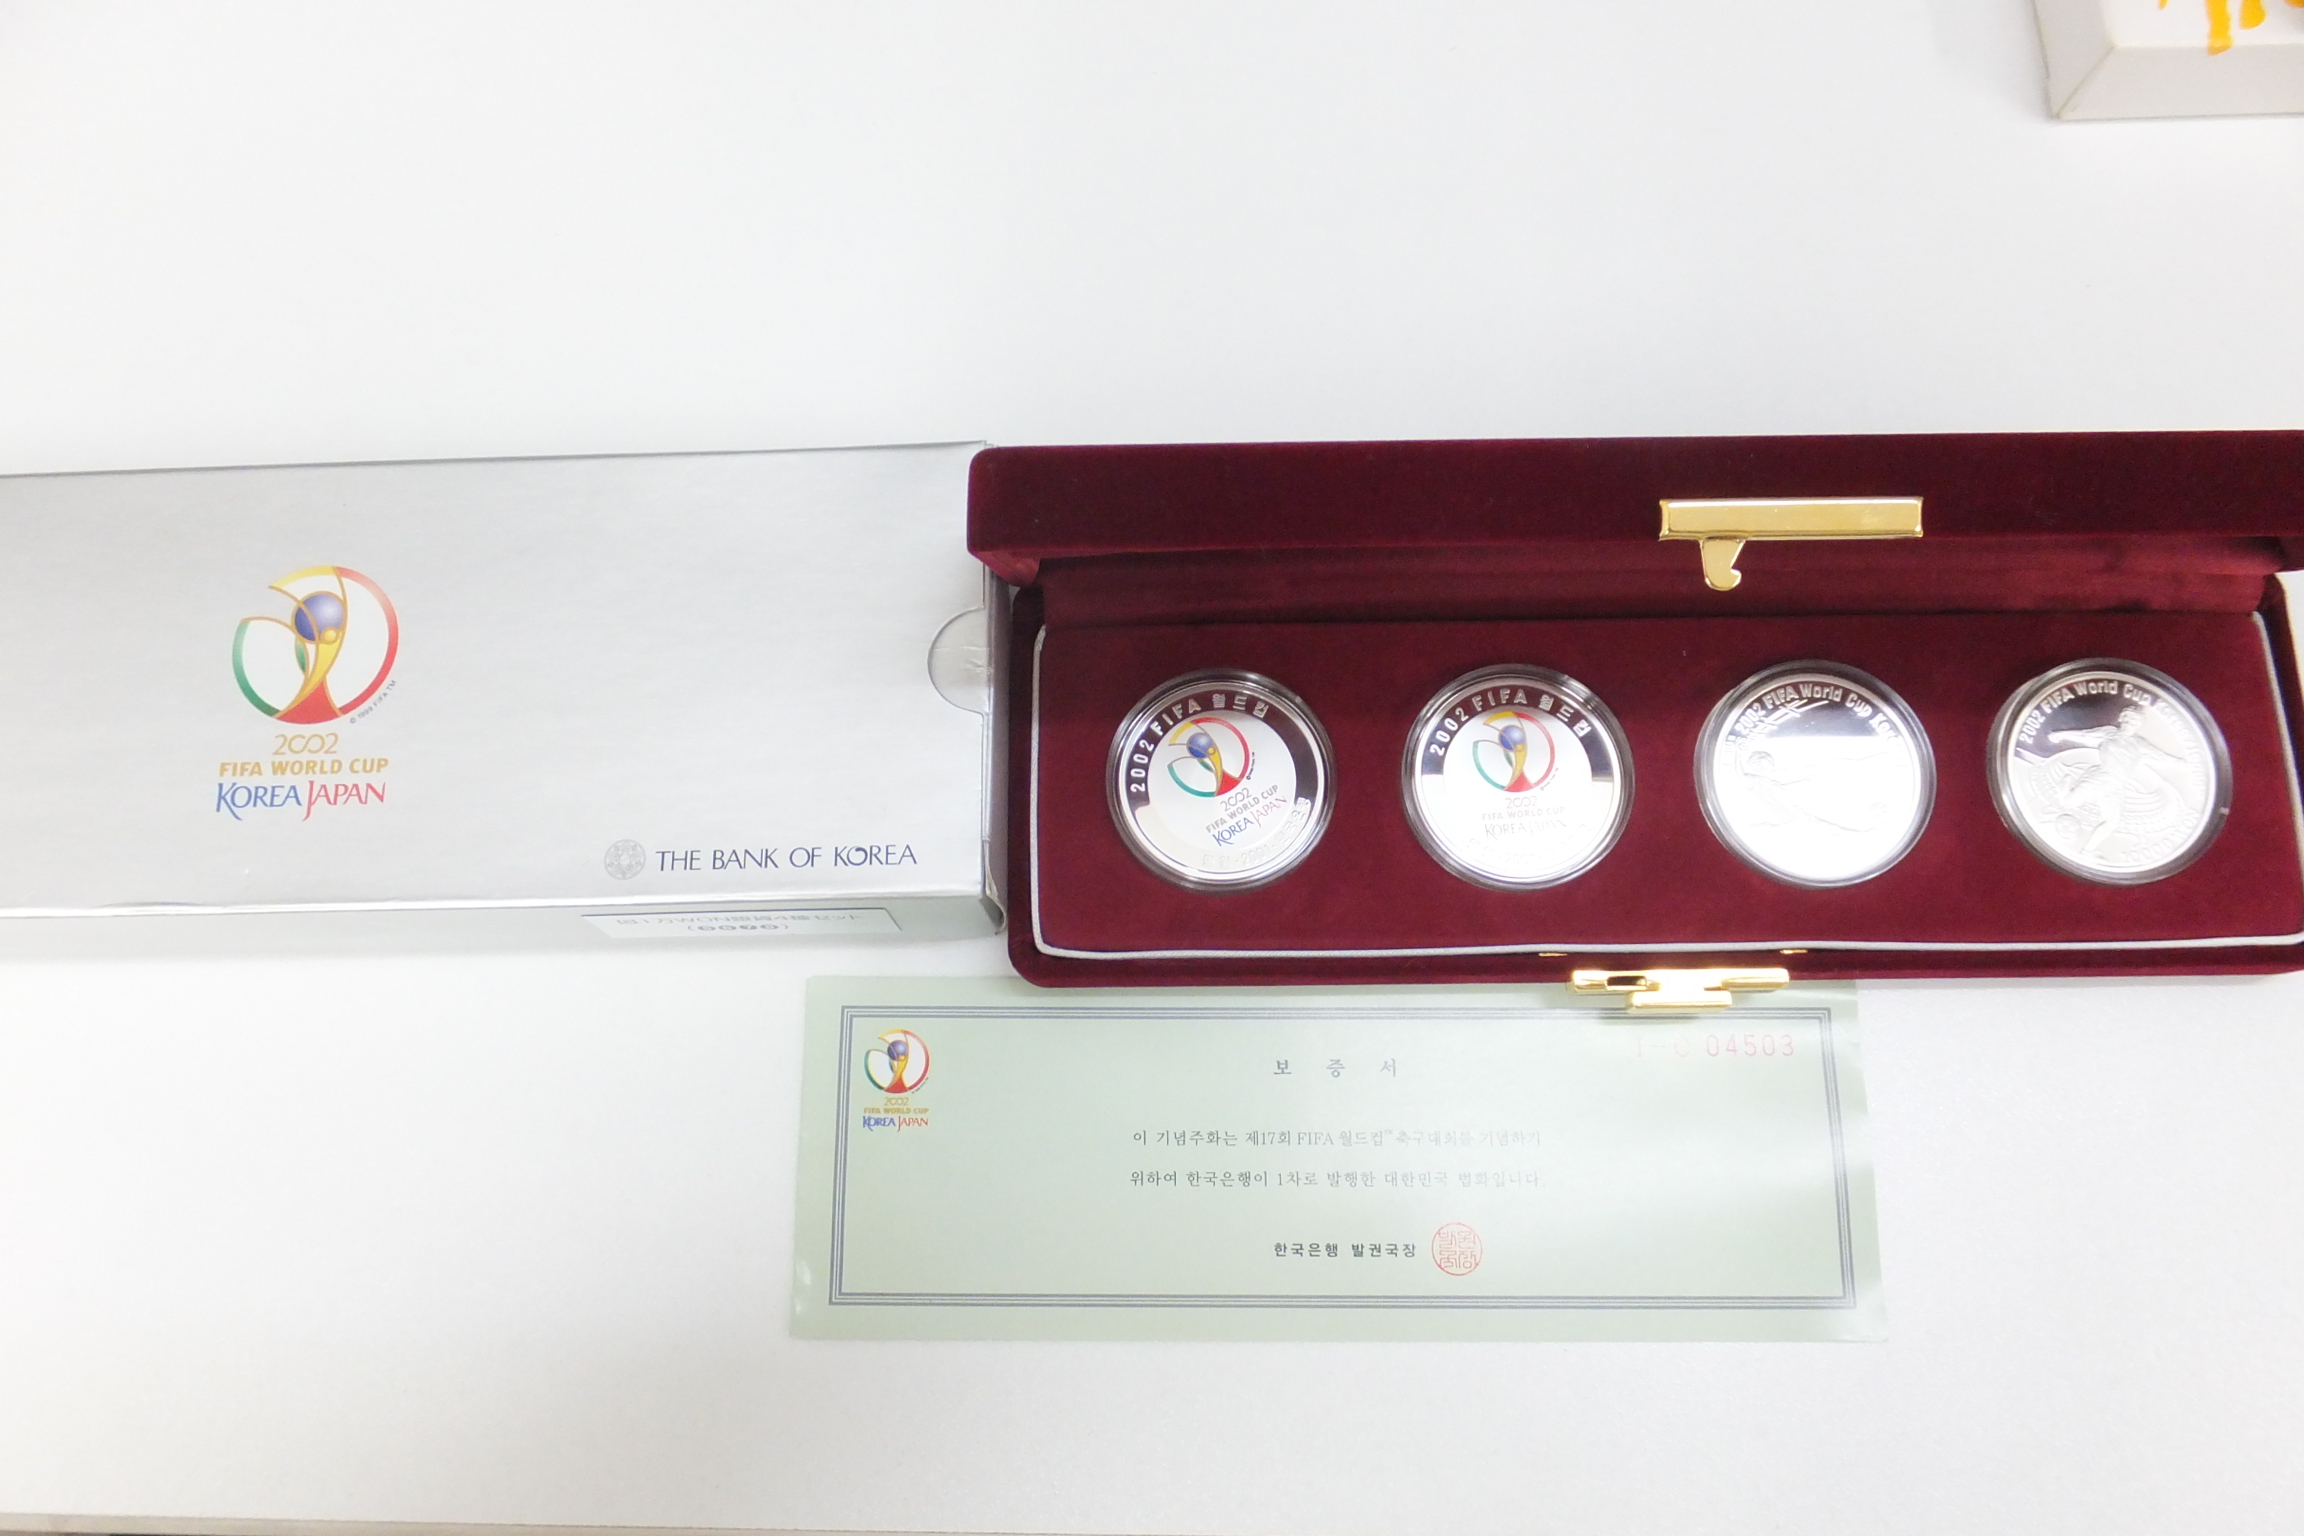 © 1999 FIFA TM
2002
FIFA WORLD CUP
KOREA JAPAN
THE BANK OF KOREA
2002 FIFA 월드컵
2002
FIFA WORLD CUP
KOREA JAPAN
2002 FIFA 월드컵
2002
FIFA WORLD CUP
KOREA JAPAN
2002 FIFA World Cup
2002 FIFA World Cup
04503
2002
FIFA WORLD CUP
KOREA JAPAN
보 증 서
이 기념주화는 제17회 FIFA 월드컵™축구대회를 기념하기
위하여 한국은행이 1차로 발행한 대한민국 법화입니다.
한국은행 발권국장